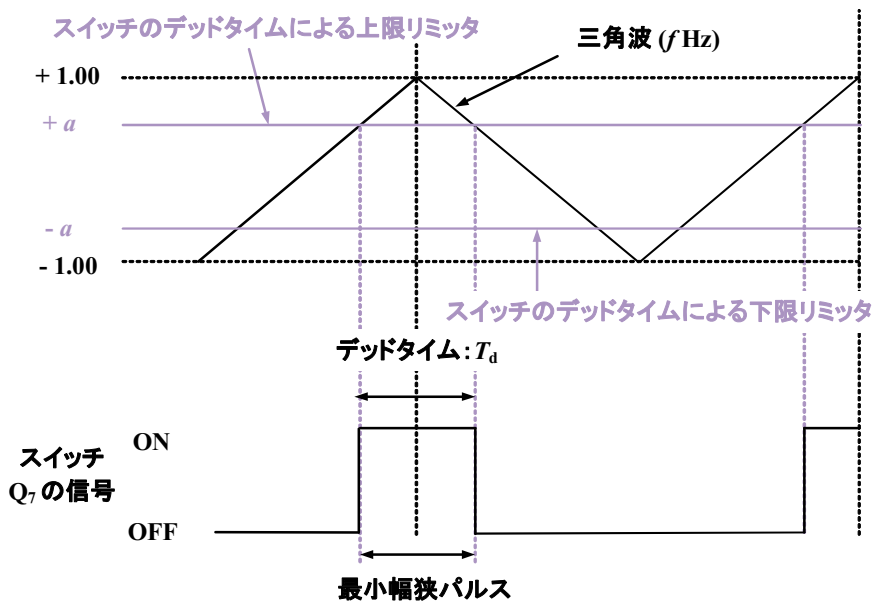 スイッチのデッドタイムによる上限リミッタ
三角波 (f Hz)
+ 1.00
+ a
- a
- 1.00
スイッチのデッドタイムによる下限リミッタ
デッドタイム：Td
ON
スイッチ
Q7 の信号
OFF
最小幅狭パルス